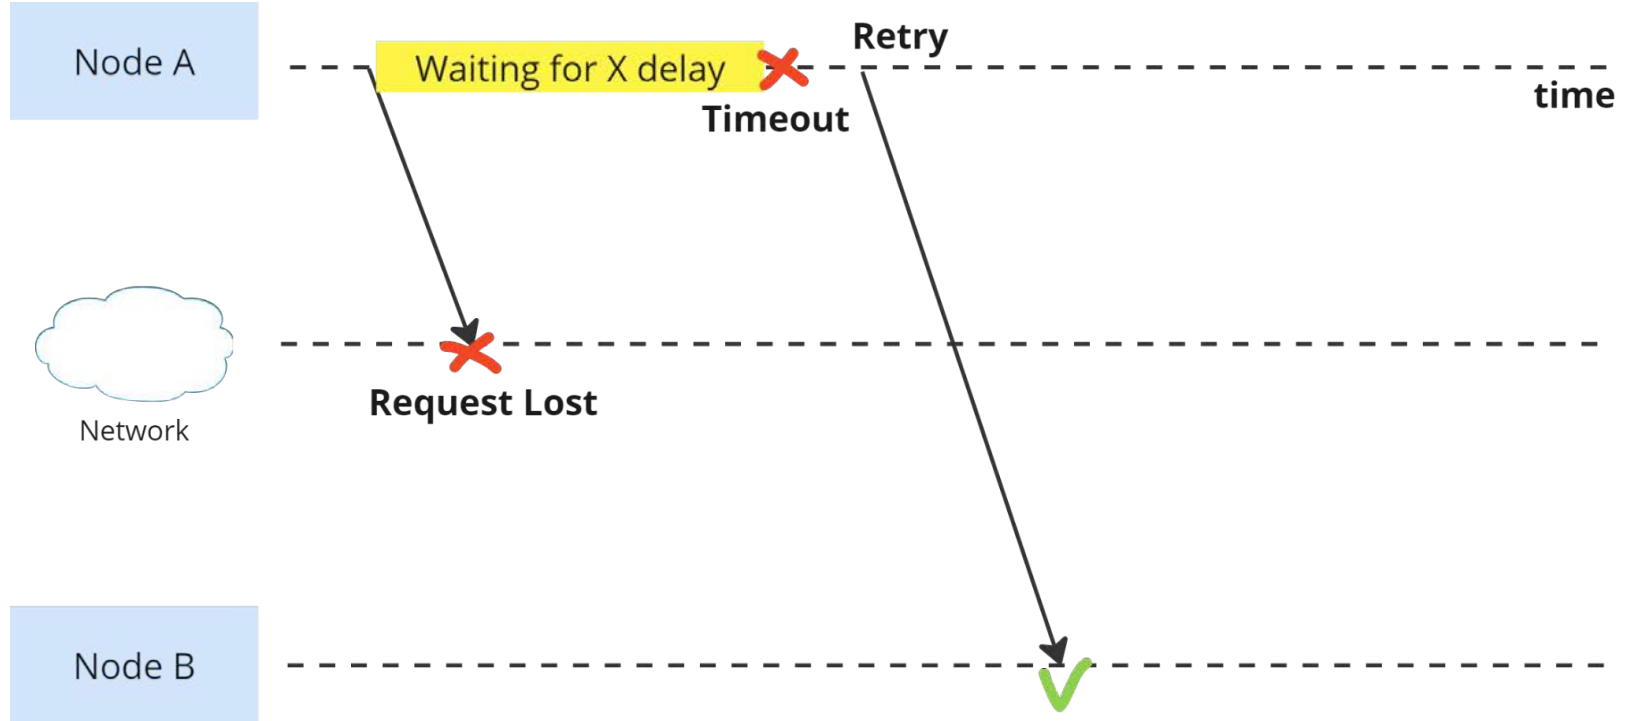 Node A
Waiting for X delay
Retry
Timeout
time
Request Lost
Network
Node B